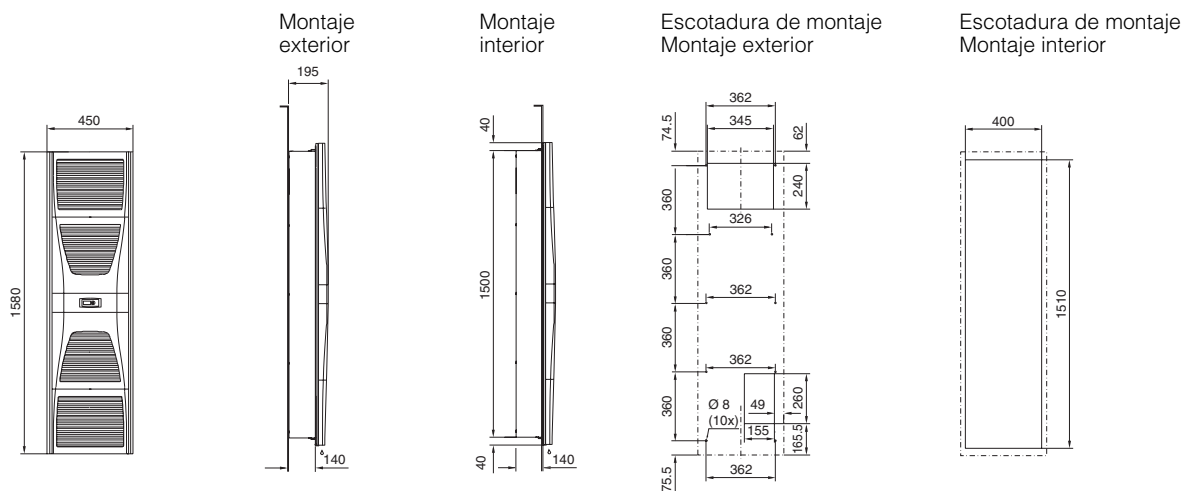 Montaje
exterior
Montaje
interior
Escotadura de montaje
Montaje exterior
Escotadura de montaje
Montaje interior
450
1580
195
140
40
1500
40
140
362
345
74.5
62
240
360
326
360
362
360
362
360
Ø 8
(10x)
49
155
260
165.5
362
75.5
400
1510